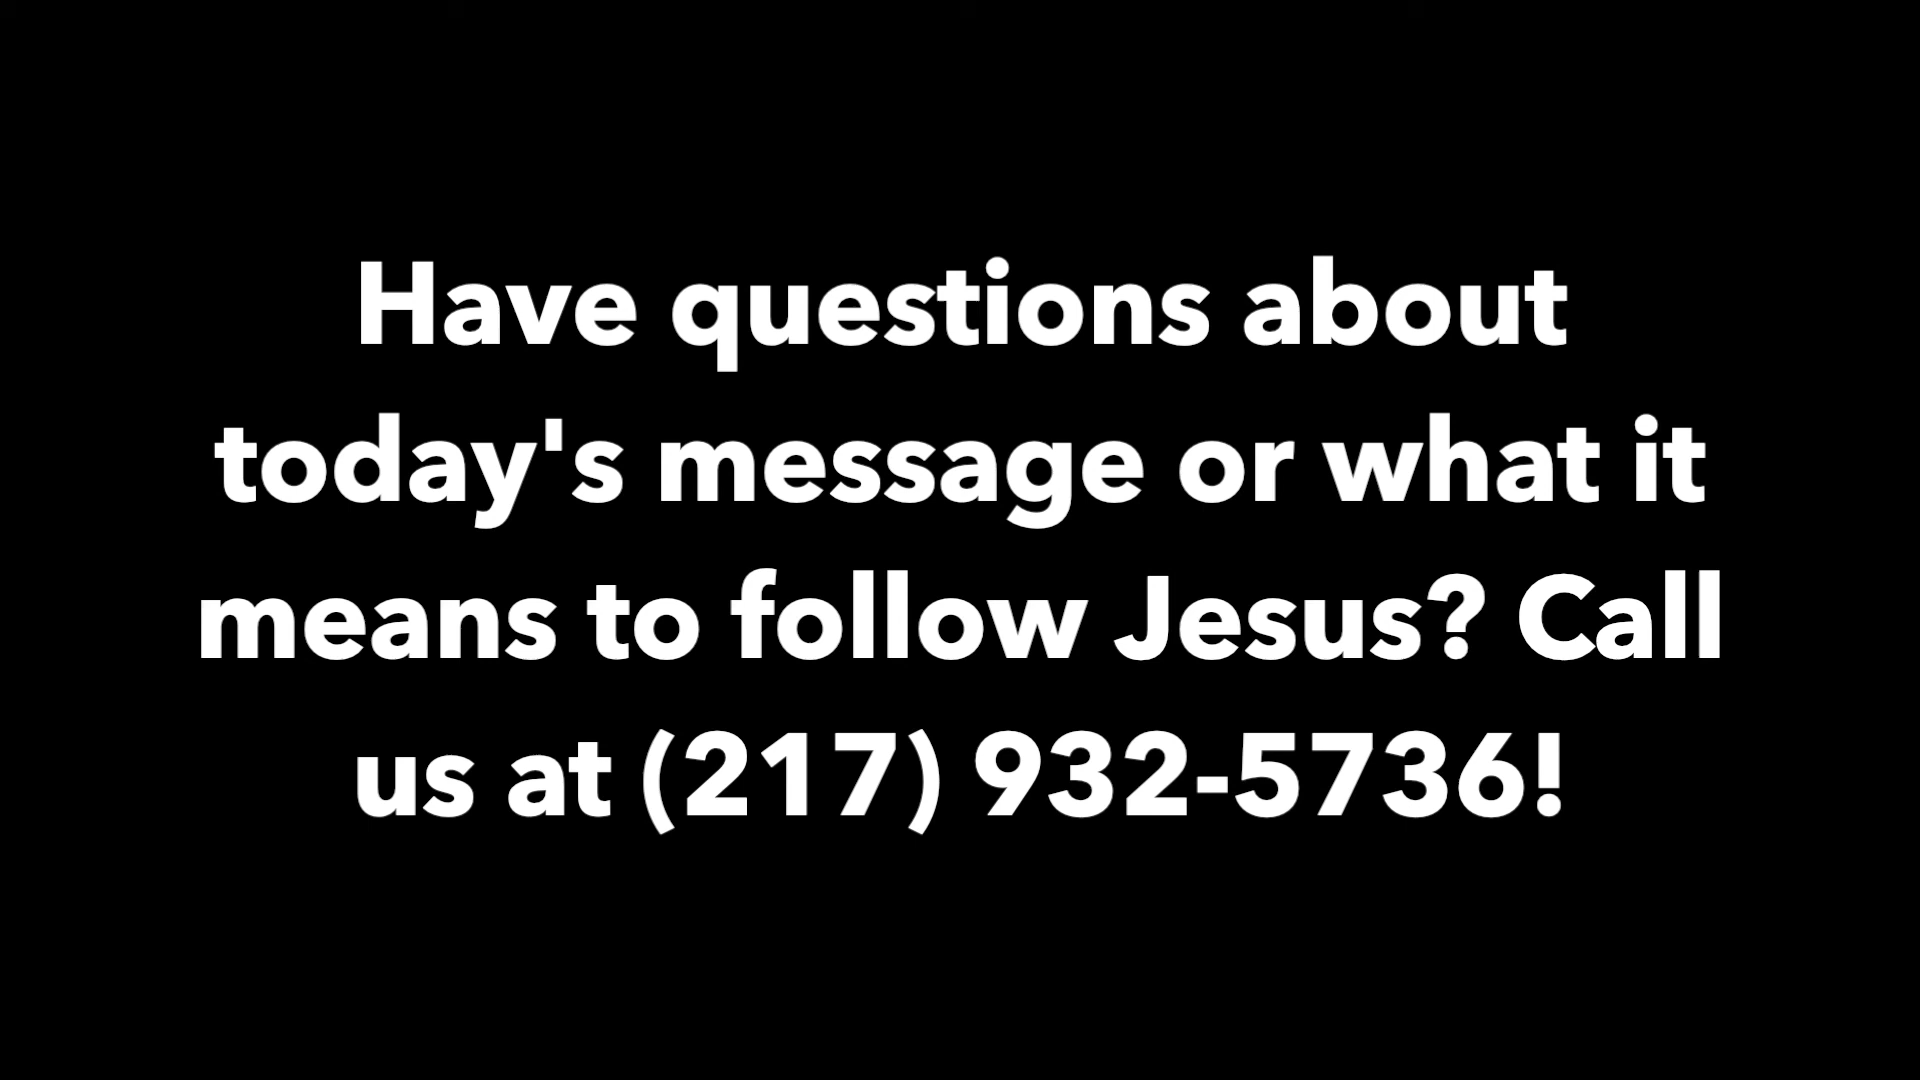 Have questions about
today's message or what it
means to follow Jesus? Call
us at (217) 932-5736!